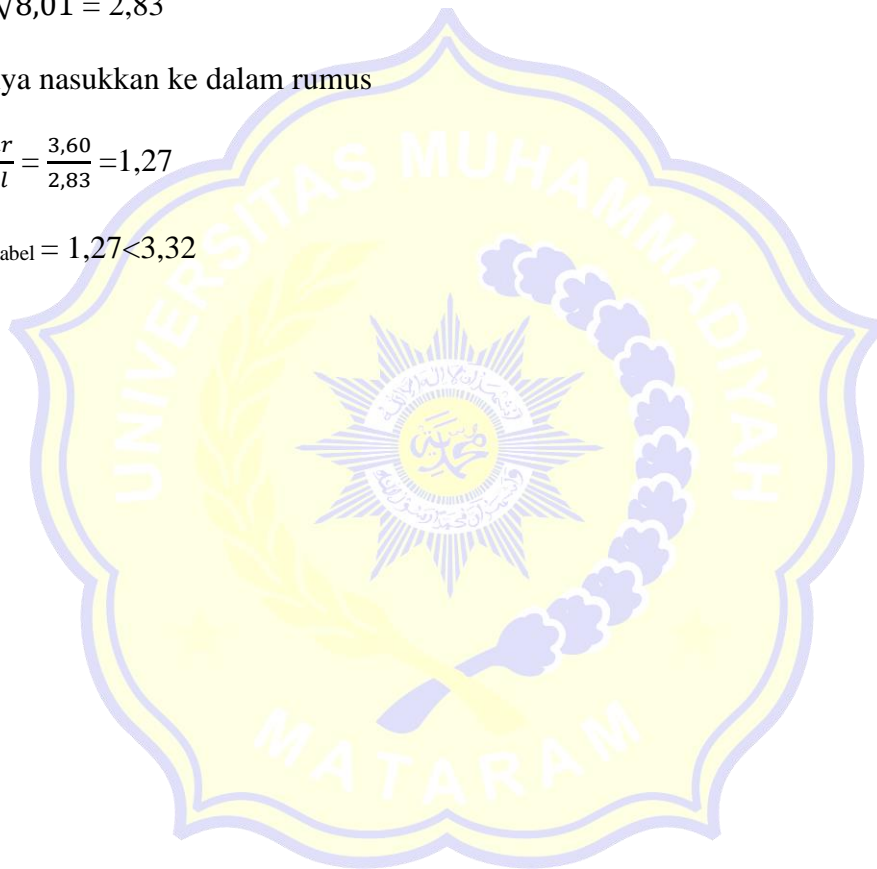 √8,01 = 2,83
ya nasukkan ke dalam rumus
r/l = 3,60/2,83 =1,27
abel = 1,27<3,32
UNIVERSITAS MUHAMMADIYAH
MATARAM